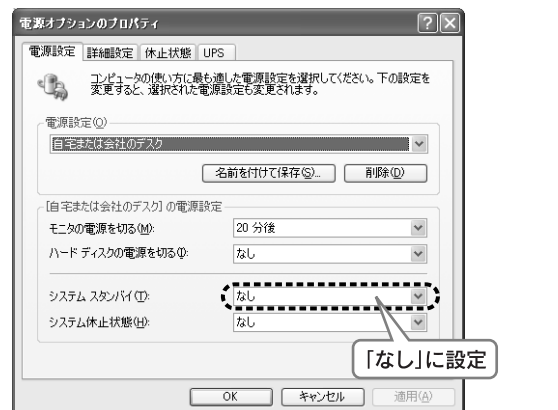 電源オプションのプロパティ
電源設定 詳細設定 休止状態 UPS
コンピュータの使い方に最も適した電源設定を選択してください。下の設定を
変更すると、選択された電源設定も変更されます。
電源設定(O)
自宅または会社のデスク
名前を付けて保存(S)... 削除(D)
[自宅または会社のデスク] の電源設定
モニタの電源を切る(M): 20 分後
ハード ディスクの電源を切る(I): なし
システム スタンバイ(T): なし
システム休止状態(H): なし
「なし」に設定
OK キャンセル 適用(A)